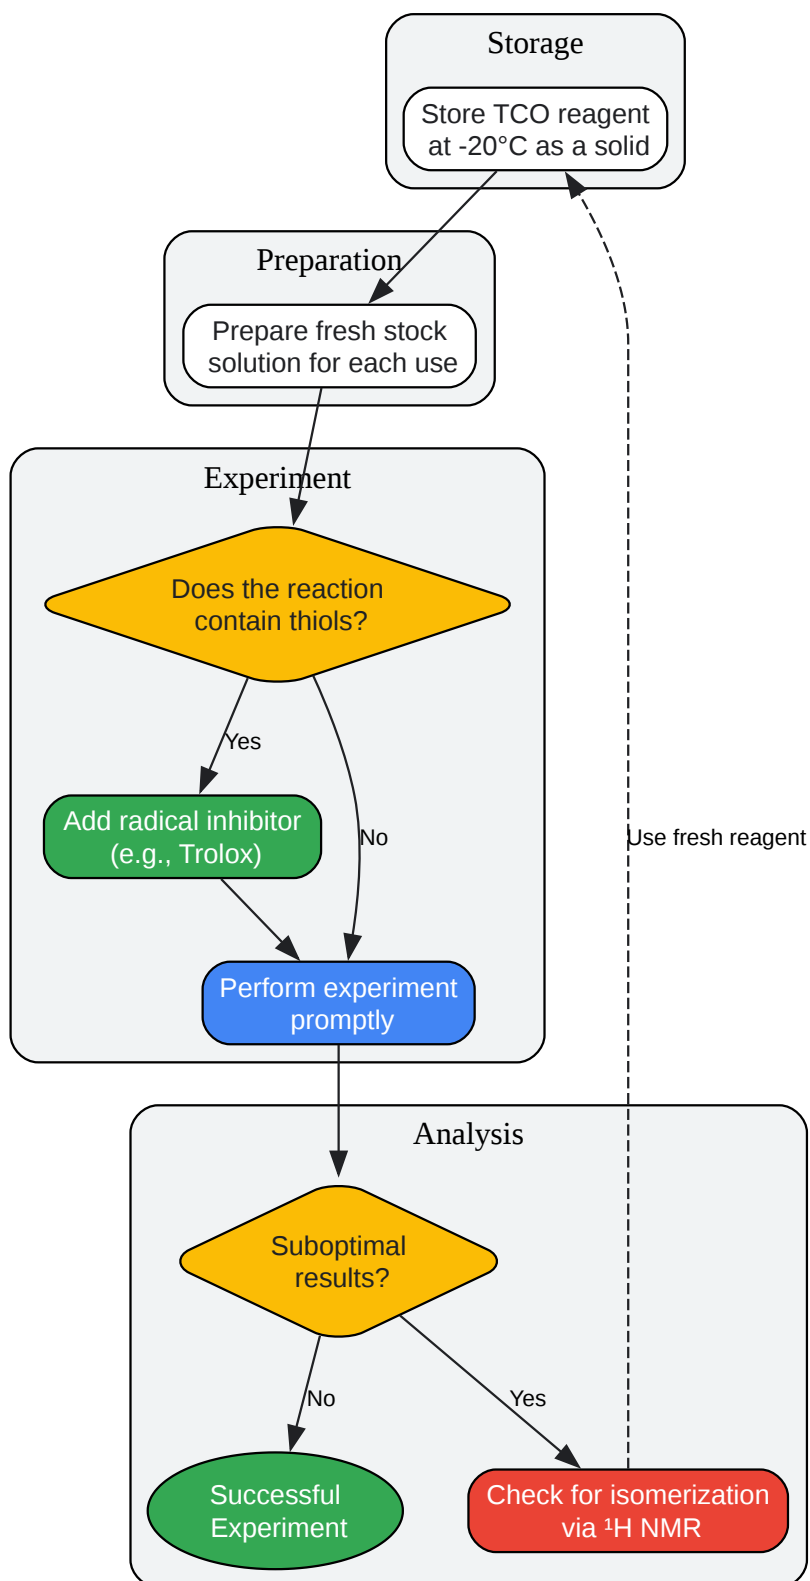 Storage
Store TCO reagent
at -20°C as a solid
Preparation
Prepare fresh stock
solution for each use
Experiment
Does the reaction
contain thiols?
Yes
Add radical inhibitor
(e.g., Trolox)
No
Use fresh reagent
Perform experiment
promptly
Analysis
Suboptimal
results?
No
Yes
Successful
Experiment
Check for isomerization
via ¹H NMR